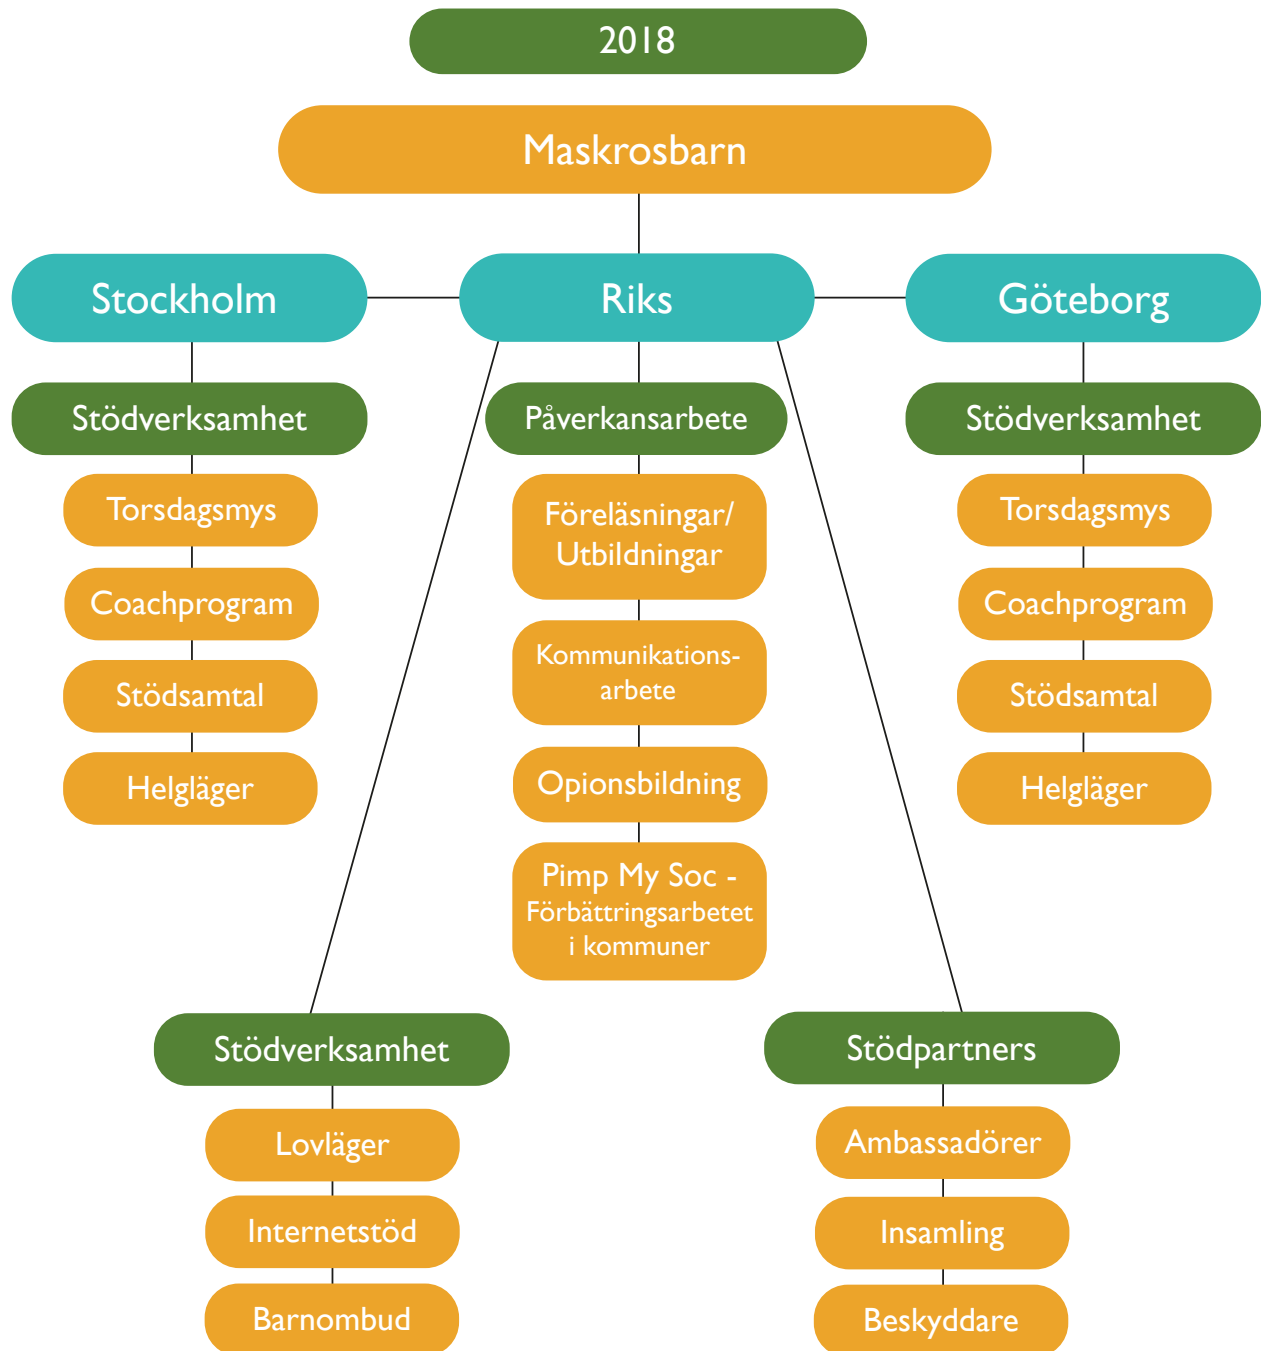 2018
Maskrosbarn
Stockholm
Riks
Göteborg
Stödverksamhet
Påverkansarbete
Stödverksamhet
Torsdagsmys
Coachprogram
Stödsamtal
Helgläger
Föreläsningar/
Utbildningar
Kommunikations-
arbete
Opionsbildning
Pimp My Soc -
Förbättringsarbetet
i kommuner
Torsdagsmys
Coachprogram
Stödsamtal
Helgläger
Stödverksamhet
Lovläger
Internetstöd
Barnombud
Stödpartners
Ambassadörer
Insamling
Beskyddare